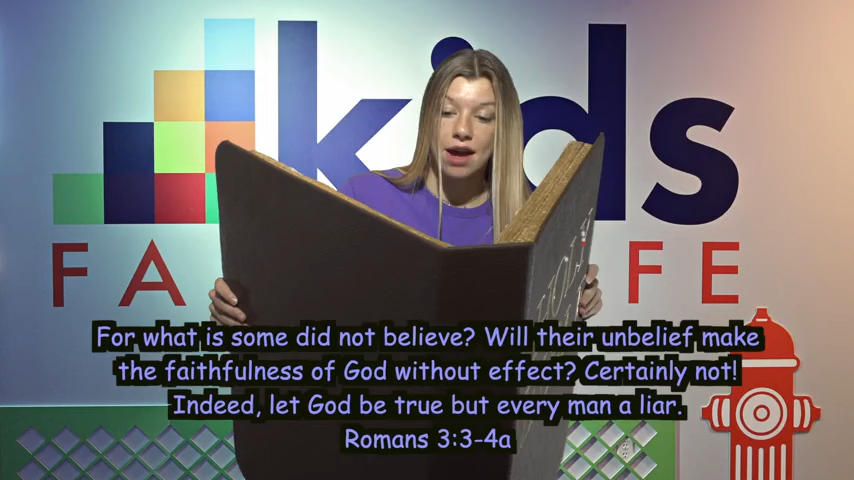 kids
FA FE
HOLY
For what is some did not believe? Will their unbelief make
the faithfulness of God without effect? Certainly not!
Indeed, let God be true but every man a liar.
Romans 3:3-4a